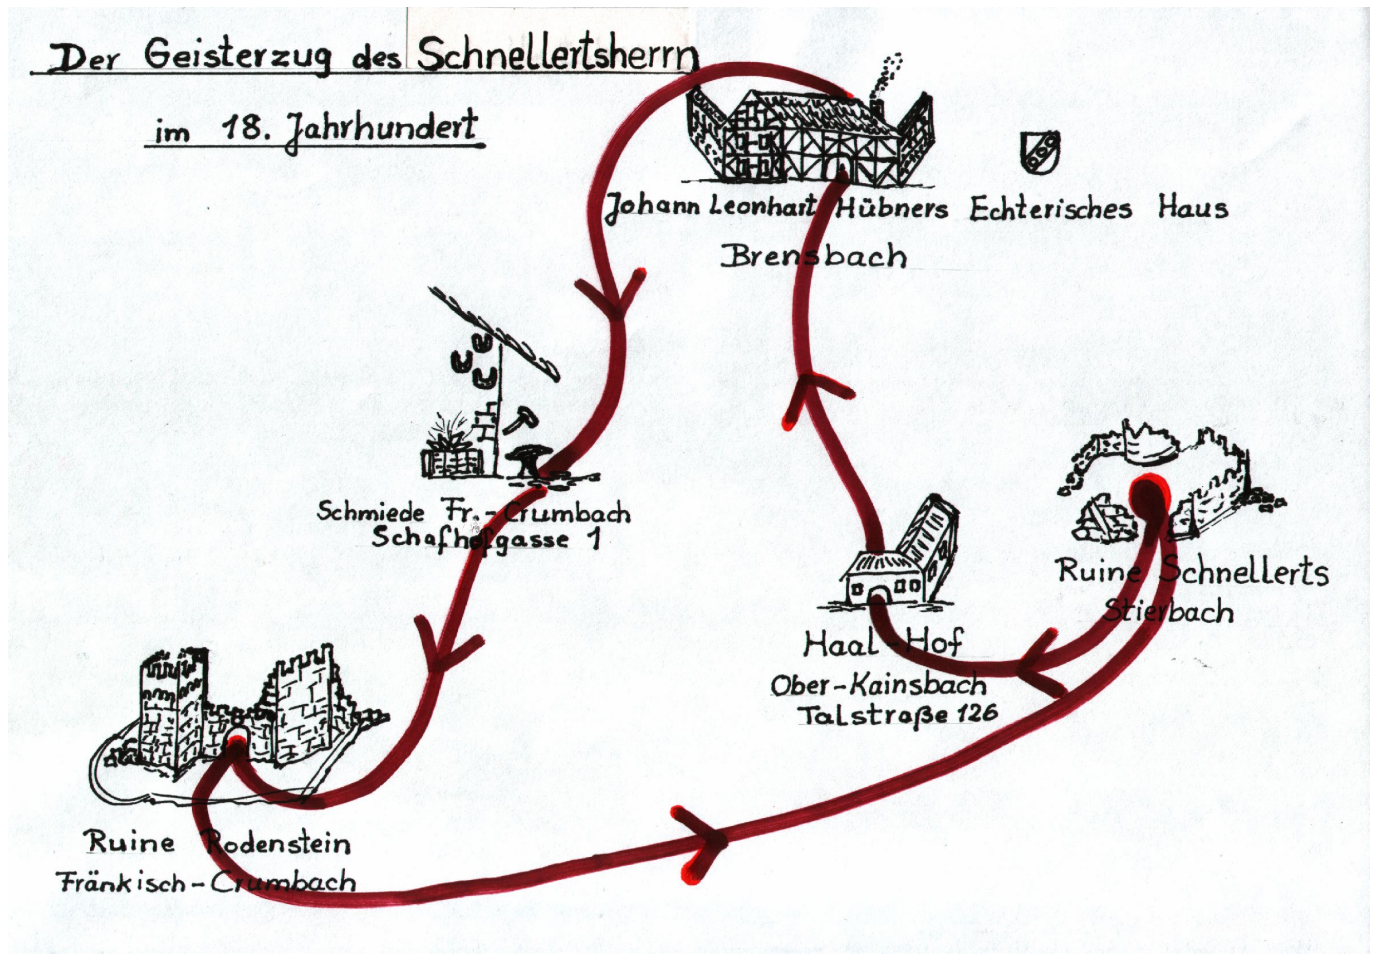 Der Geisterzug des Schnellertsherrn
im 18. Jahrhundert
Johann Leonhart Hübners Echterisches Haus
Brensbach
Schmiede Fr.-Crumbach
Schafhofgasse 1
Ruine Schnellerts
Stierbach
Haal-Hof
Ober-Kainsbach
Talstraße 126
Ruine Rodenstein
Fränkisch-Crumbach